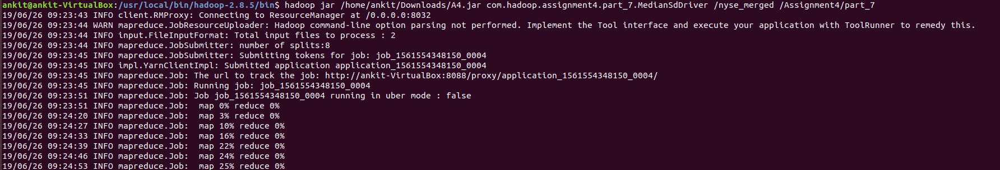 ankit@ankit-VirtualBox:/usr/local/bin/hadoop-2.8.5/bin$ hadoop jar /home/ankit/Downloads/A4.jar com.hadoop.assignment4.part_7.MedianSdDriver /nyse_merged /Assignment4/part_7
19/06/26 09:23:43 INFO client.RMProxy: Connecting to ResourceManager at /0.0.0.0:8032
19/06/26 09:23:44 WARN mapreduce.JobResourceUploader: Hadoop command-line option parsing not performed. Implement the Tool interface and execute your application with ToolRunner to remedy this.
19/06/26 09:23:44 INFO input.FileInputFormat: Total input files to process : 2
19/06/26 09:23:44 INFO mapreduce.JobSubmitter: number of splits:8
19/06/26 09:23:45 INFO mapreduce.JobSubmitter: Submitting tokens for job: job_1561554348150_0004
19/06/26 09:23:45 INFO impl.YarnClientImpl: Submitted application application_1561554348150_0004
19/06/26 09:23:45 INFO mapreduce.Job: The url to track the job: http://ankit-VirtualBox:8088/proxy/application_1561554348150_0004/
19/06/26 09:23:45 INFO mapreduce.Job: Running job: job_1561554348150_0004
19/06/26 09:23:51 INFO mapreduce.Job: Job job_1561554348150_0004 running in uber mode : false
19/06/26 09:23:51 INFO mapreduce.Job:  map 0% reduce 0%
19/06/26 09:24:20 INFO mapreduce.Job:  map 3% reduce 0%
19/06/26 09:24:27 INFO mapreduce.Job:  map 10% reduce 0%
19/06/26 09:24:33 INFO mapreduce.Job:  map 16% reduce 0%
19/06/26 09:24:39 INFO mapreduce.Job:  map 22% reduce 0%
19/06/26 09:24:46 INFO mapreduce.Job:  map 24% reduce 0%
19/06/26 09:24:53 INFO mapreduce.Job:  map 25% reduce 0%